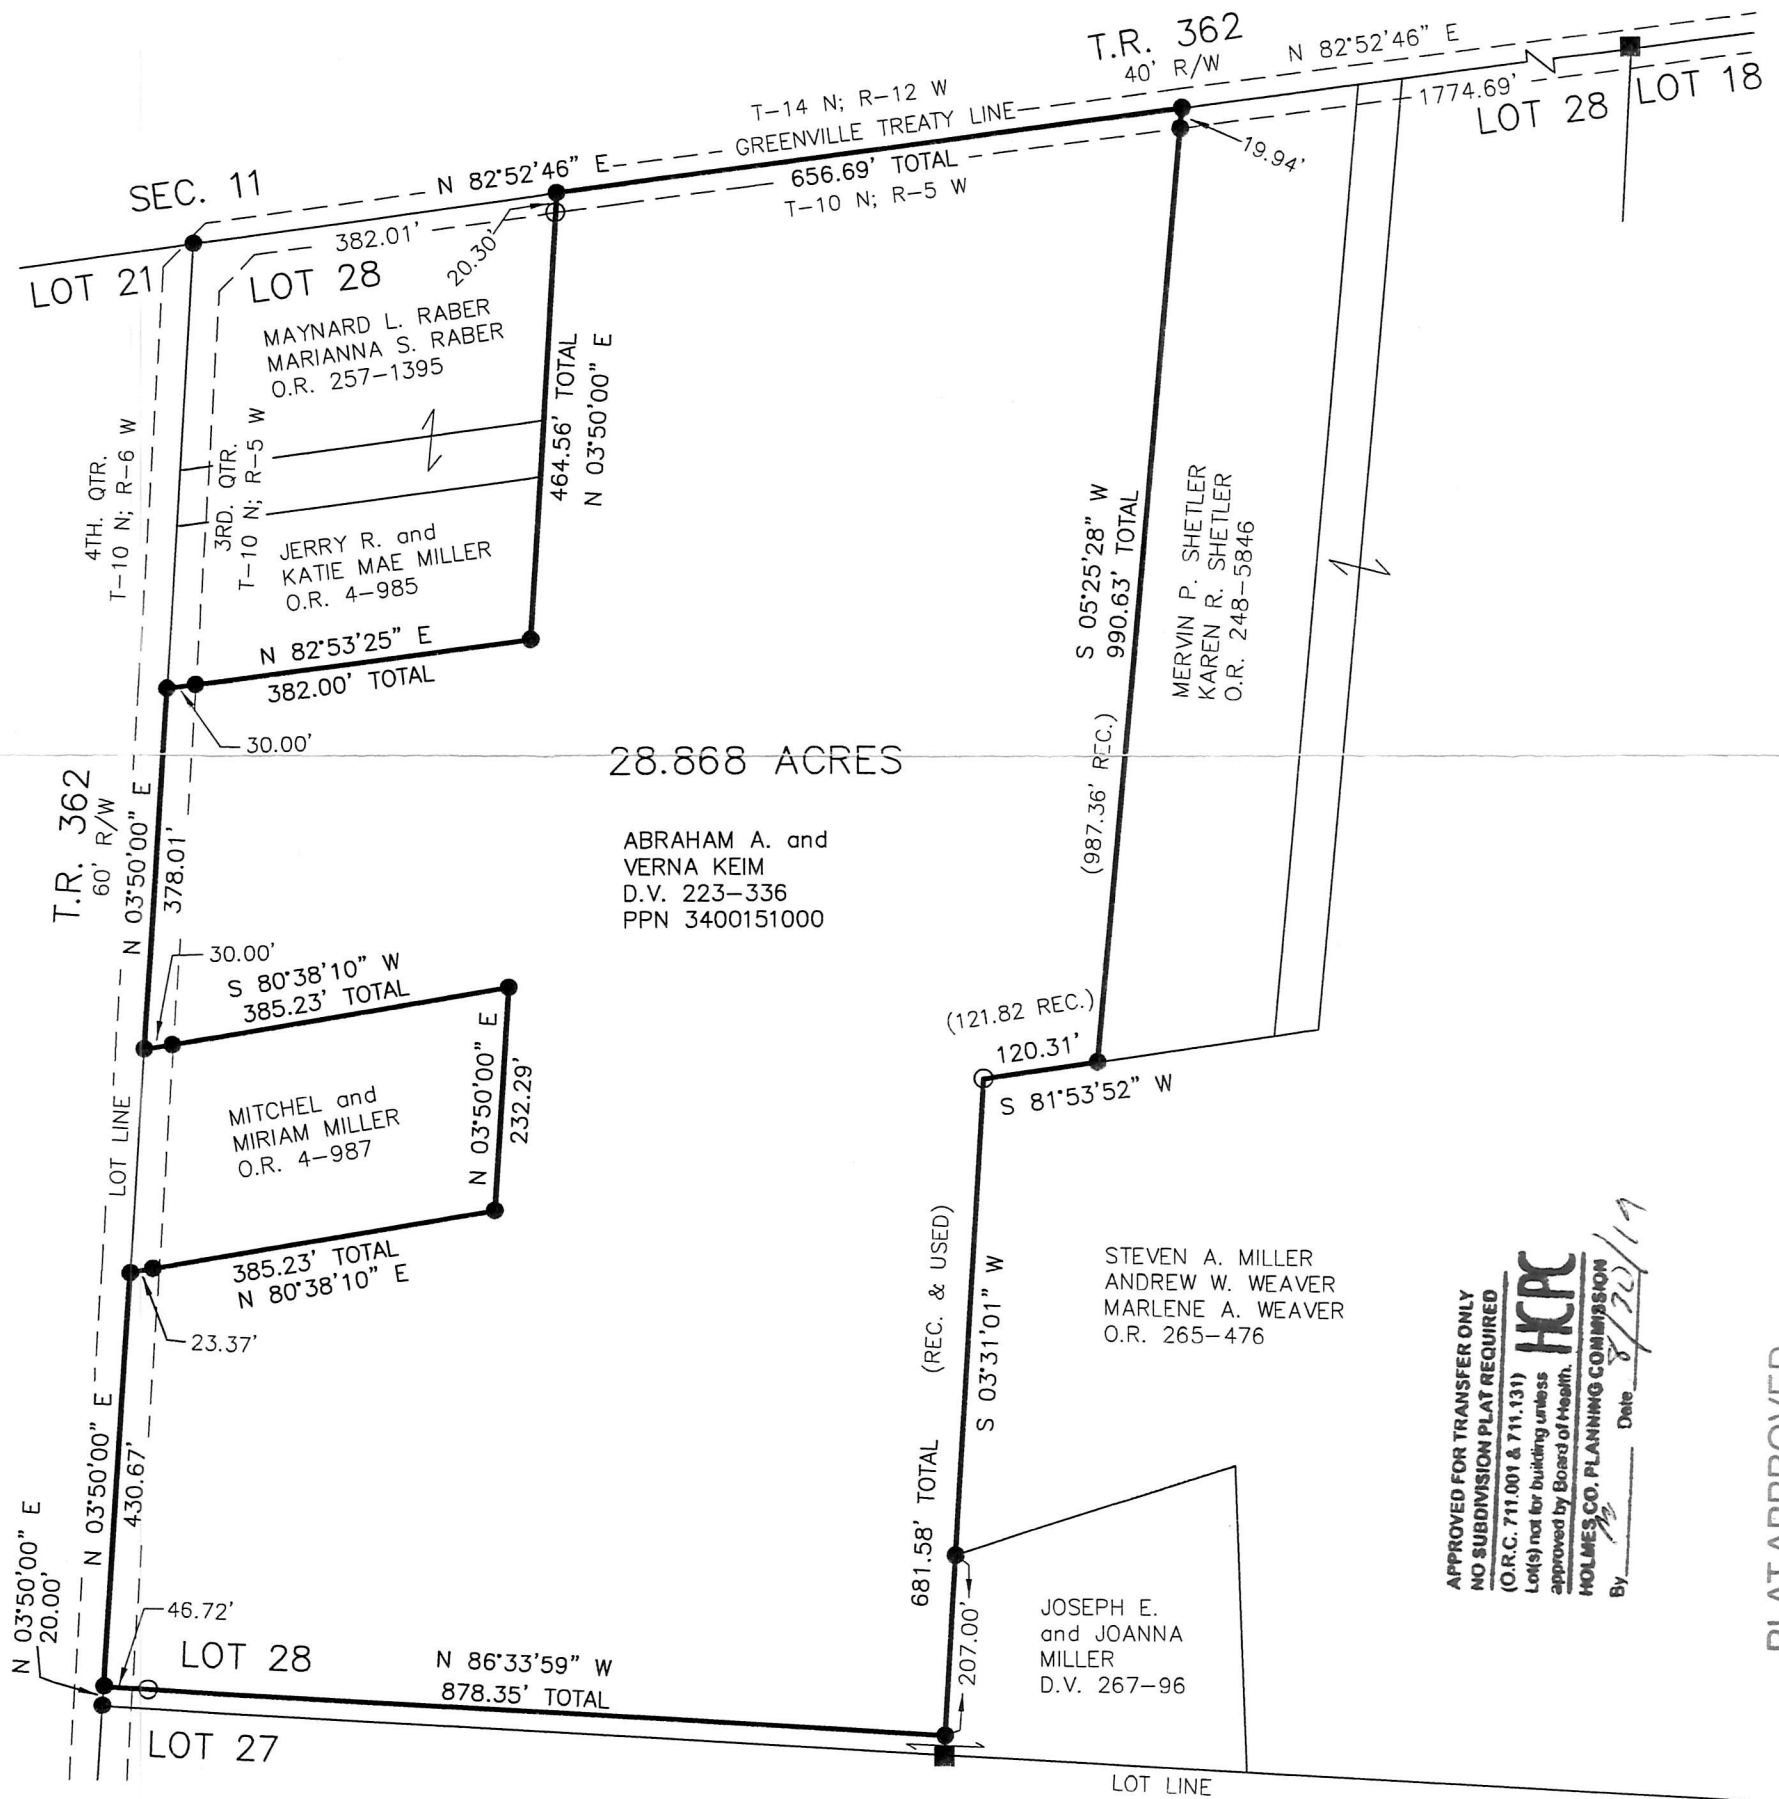 T.R. 362
40' R/W
N 82°52'46" E
1774.69'
LOT 28
LOT 18
T-14 N; R-12 W
GREENVILLE TREATY LINE
656.69' TOTAL
T-10 N; R-5 W
19.94'
SEC. 11
N 82°52'46" E
382.01'
20.30'
LOT 21
LOT 28
MAYNARD L. RABER
MARIANNA S. RABER
O.R. 257-1395
464.56' TOTAL
N 03°50'00" E
4TH. QTR.
T-10 N; R-6 W
3RD. QTR.
T-10 N; R-5 W
JERRY R. and
KATIE MAE MILLER
O.R. 4-985
N 82°53'25" E
382.00' TOTAL
30.00'
S 05°25'28" W
990.63' TOTAL
(987.36' REC.)
MERVIN P. SHETLER
KAREN R. SHETLER
O.R. 248-5846
28.868 ACRES
ABRAHAM A. and
VERNA KEIM
D.V. 223-336
PPN 3400151000
T.R. 362
60' R/W
N 03°50'00" E
378.01'
30.00'
S 80°38'10" W
385.23' TOTAL
LOT LINE
MITCHEL and
MIRIAM MILLER
O.R. 4-987
N 03°50'00" E
232.29'
385.23' TOTAL
N 80°38'10" E
23.37'
(121.82 REC.)
120.31'
S 81°53'52" W
(REC. & USED)
S 03°31'01" W
681.58' TOTAL
STEVEN A. MILLER
ANDREW W. WEAVER
MARLENE A. WEAVER
O.R. 265-476
N 03°50'00" E
430.67'
N 03°50'00" E
20.00'
46.72'
LOT 28
N 86°33'59" W
878.35' TOTAL
LOT 27
207.00'
JOSEPH E.
and JOANNA
MILLER
D.V. 267-96
LOT LINE
APPROVED FOR TRANSFER ONLY
NO SUBDIVISION PLAT REQUIRED
(O.R.C. 711.001 & 711.131)
Lot(s) not for building unless
approved by Board of Health.
HCPC
HOLMES CO. PLANNING COMMISSION
By Date 8/20/19
PLAT APPROVED